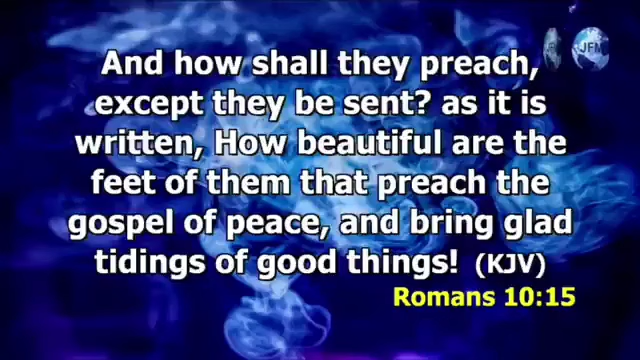 JFM
And how shall they preach,
except they be sent? as it is
written, How beautiful are the
feet of them that preach the
gospel of peace, and bring glad
tidings of good things! (KJV)
Romans 10:15